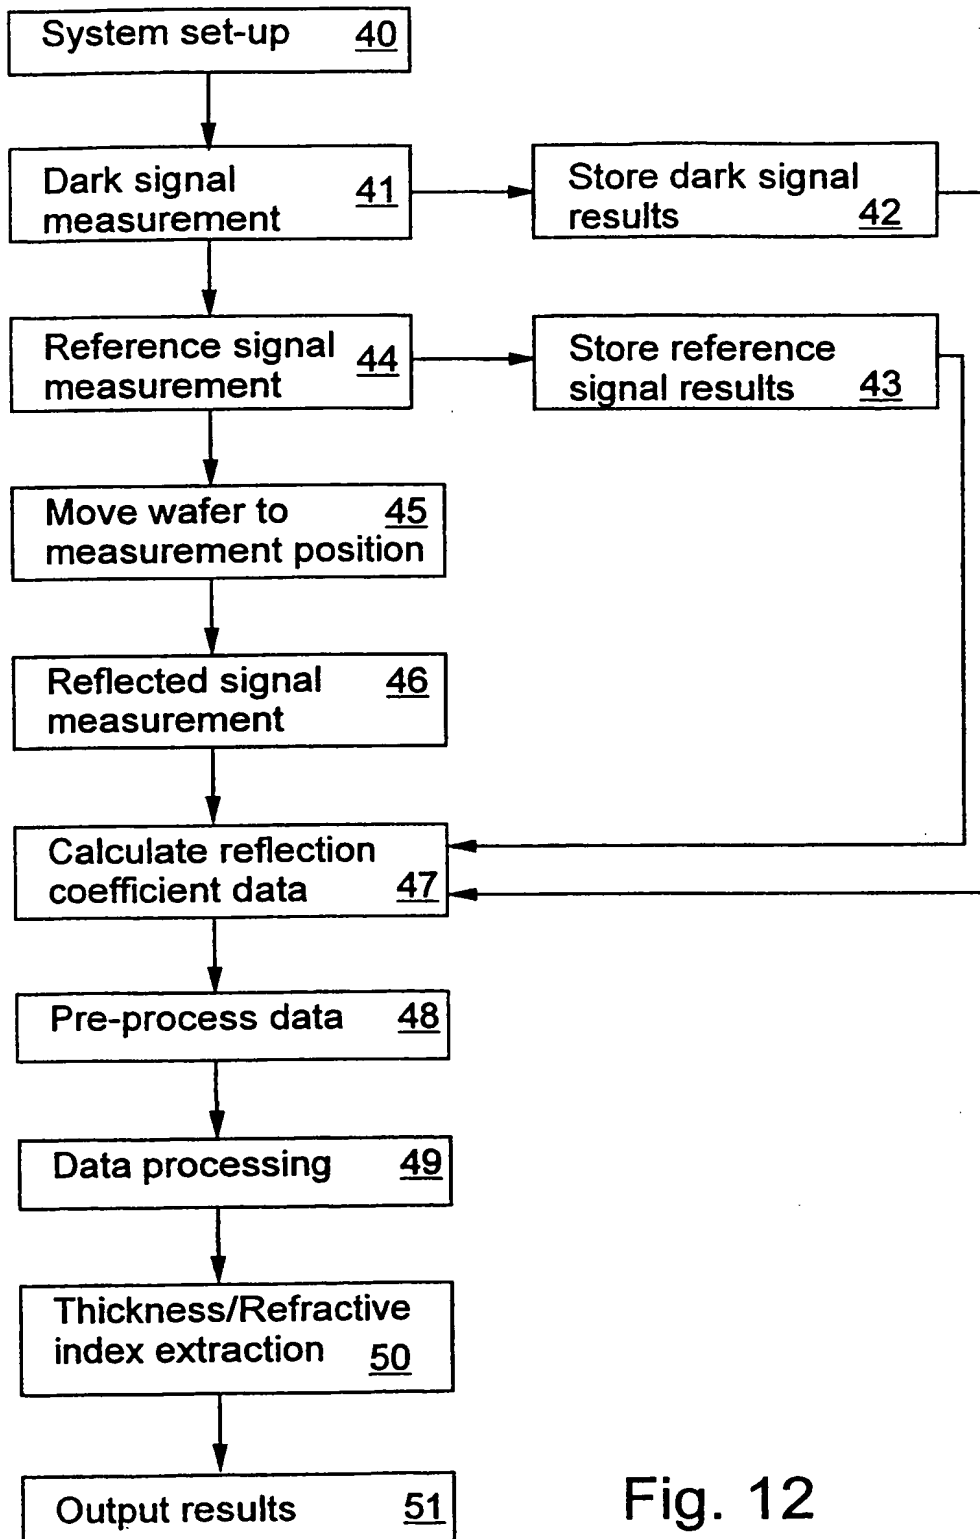 System set-up 40
Dark signal
measurement 41
Store dark signal
results 42
Reference signal
measurement 44
Store reference
signal results 43
Move wafer to 45
measurement position
Reflected signal 46
measurement
Calculate reflection
coefficient data 47
Pre-process data 48
Data processing 49
Thickness/Refractive
index extraction 50
Output results 51
Fig. 12